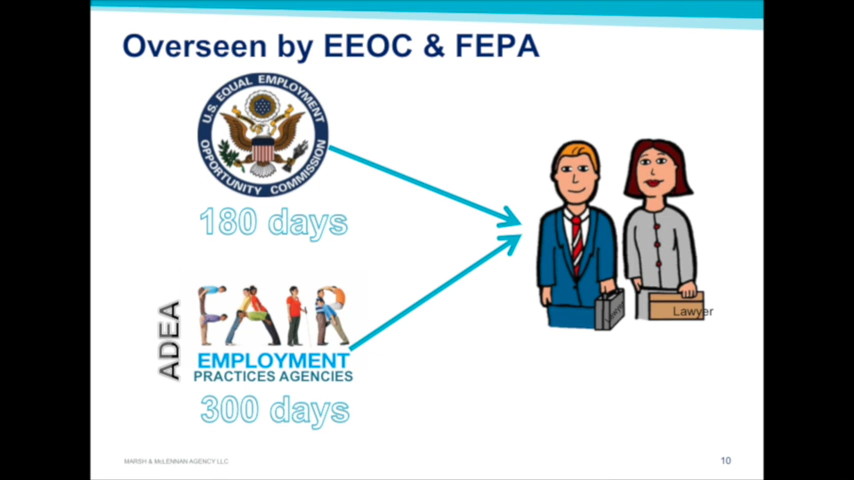 Overseen by EEOC & FEPA
U.S. EQUAL EMPLOYMENT
OPPORTUNITY COMMISSION
180 days
ADEA
FAIR
EMPLOYMENT
PRACTICES AGENCIES
300 days
Lawyer
MARSH & McLENNAN AGENCY LLC
10